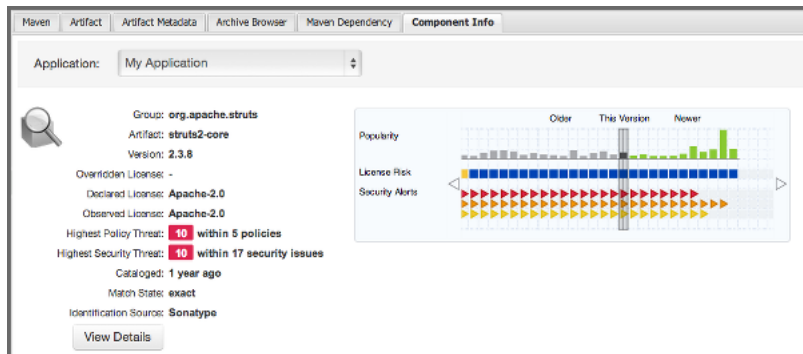 Maven Artifact Artifact Metadata Archive Browser Maven Dependency Component Info
Application: My Application
Group: org.apache.struts
Artifact: struts2-core
Version: 2.3.8
Overridden License: -
Declared License: Apache-2.0
Observed License: Apache-2.0
Highest Policy Threat: 10 within 5 policies
Highest Security Threat: 10 within 17 security issues
Cataloged: 1 year ago
Match State: exact
Identification Source: Sonatype
View Details
Older This Version Newer
Popularity
License Risk
Security Alerts